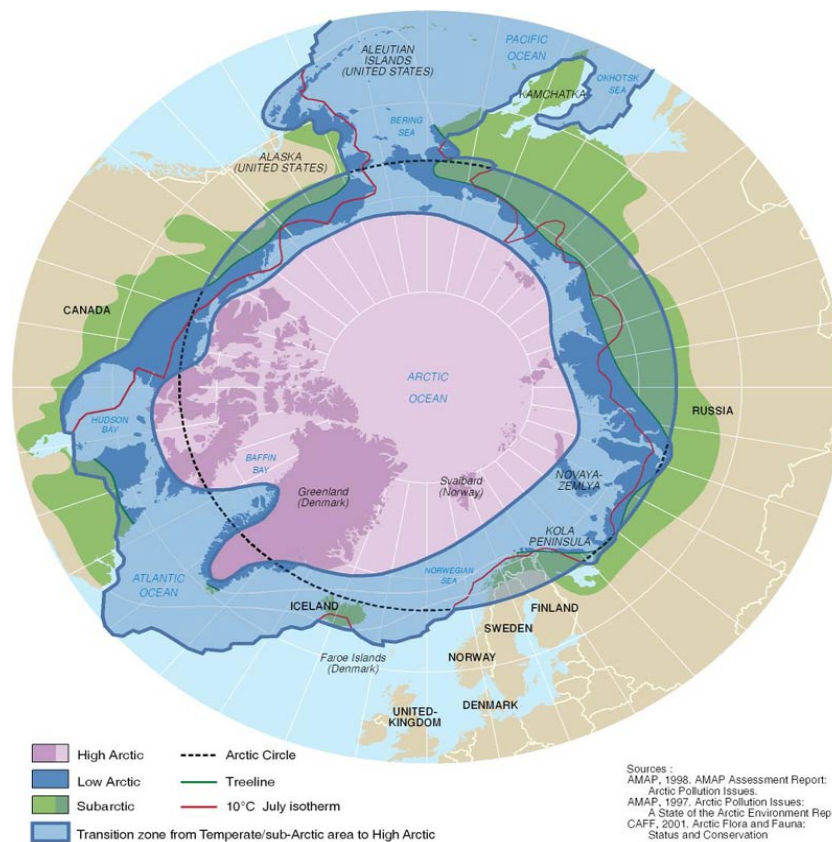 ALEUTIAN
ISLANDS
(UNITED STATES)
PACIFIC
OCEAN
OKHOTSK
SEA
KAMCHATKA
BERING
SEA
ALASKA
(UNITED STATES)
CANADA
ARCTIC
OCEAN
RUSSIA
HUDSON
BAY
BAFFIN
BAY
Greenland
(Denmark)
Svalbard
(Norway)
NOVAYA-
ZEMLYA
KOLA
PENINSULA
ATLANTIC
OCEAN
NORWEGIAN
SEA
ICELAND
FINLAND
SWEDEN
Faroe Islands
(Denmark)
NORWAY
UNITED-
KINGDOM
DENMARK
High Arctic
Arctic Circle
Low Arctic
Treeline
Subarctic
10°C July isotherm
Transition zone from Temperate/sub-Arctic area to High Arctic
Sources :
AMAP, 1998. AMAP Assessment Report:
Arctic Pollution Issues.
AMAP, 1997. Arctic Pollution Issues:
A State of the Arctic Environment Rep
CAFF, 2001. Arctic Flora and Fauna:
Status and Conservation